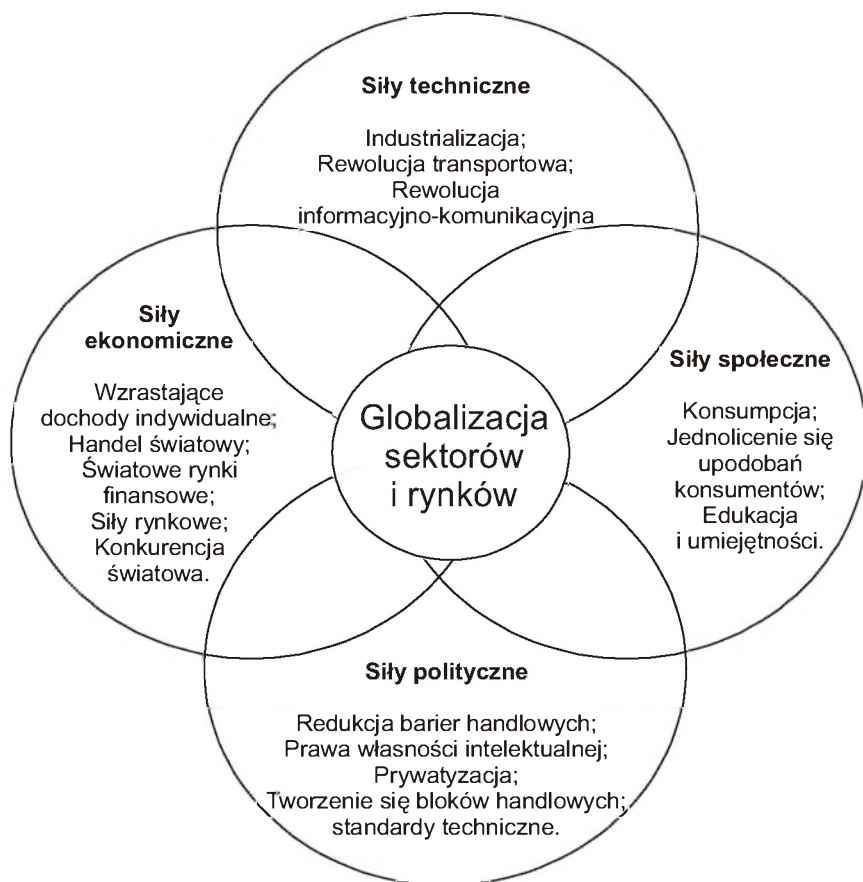 Siły techniczne
Industrializacja;
Rewolucja transportowa;
Rewolucja
informacyjno-komunikacyjna
Siły
ekonomiczne
Wzrastające
dochody indywidualne;
Handel światowy;
Światowe rynki
finansowe;
Siły rynkowe;
Konkurencja
światowa.
Globalizacja
sektorów
i rynków
Siły społeczne
Konsumpcja;
Jednolicenie się
upodobań
konsumentów;
Edukacja
i umiejętności.
Siły polityczne
Redukcja barier handlowych;
Prawa własności intelektualnej;
Prywatyzacja;
Tworzenie się bloków handlowych;
standardy techniczne.